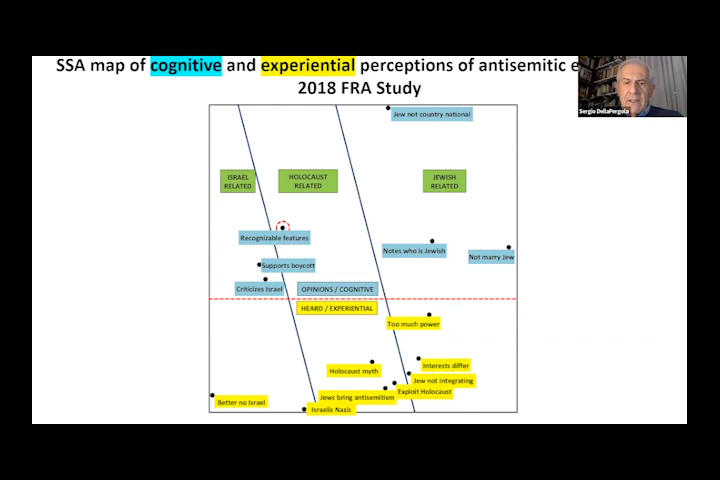 SSA map of cognitive and experiential perceptions of antisemitic
2018 FRA Study
Sergio DellaPergola
Jew not country national
ISRAEL
RELATED
HOLOCAUST
RELATED
JEWISH
RELATED
Recognizable features
Notes who is Jewish
Not marry Jew
Supports boycott
Criticizes Israel
OPINIONS / COGNITIVE
HEARD / EXPERIENTIAL
Too much power
Interests differ
Holocaust myth
Jew not integrating
Exploit Holocaust
Jews bring antisemitism
Better no Israel
Israelis Nazis